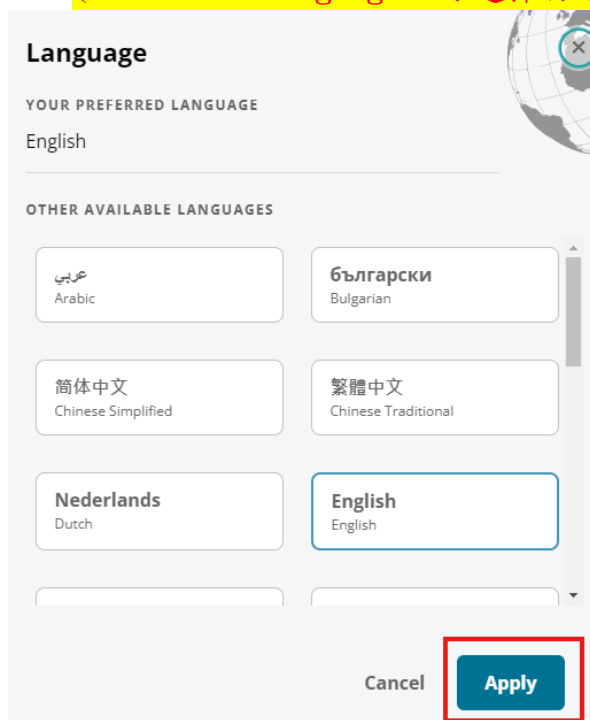 Language
YOUR PREFERRED LANGUAGE
English
OTHER AVAILABLE LANGUAGES
عربي
Arabic
български
Bulgarian
简体中文
Chinese Simplified
繁體中文
Chinese Traditional
Nederlands
Dutch
English
English
Cancel
Apply